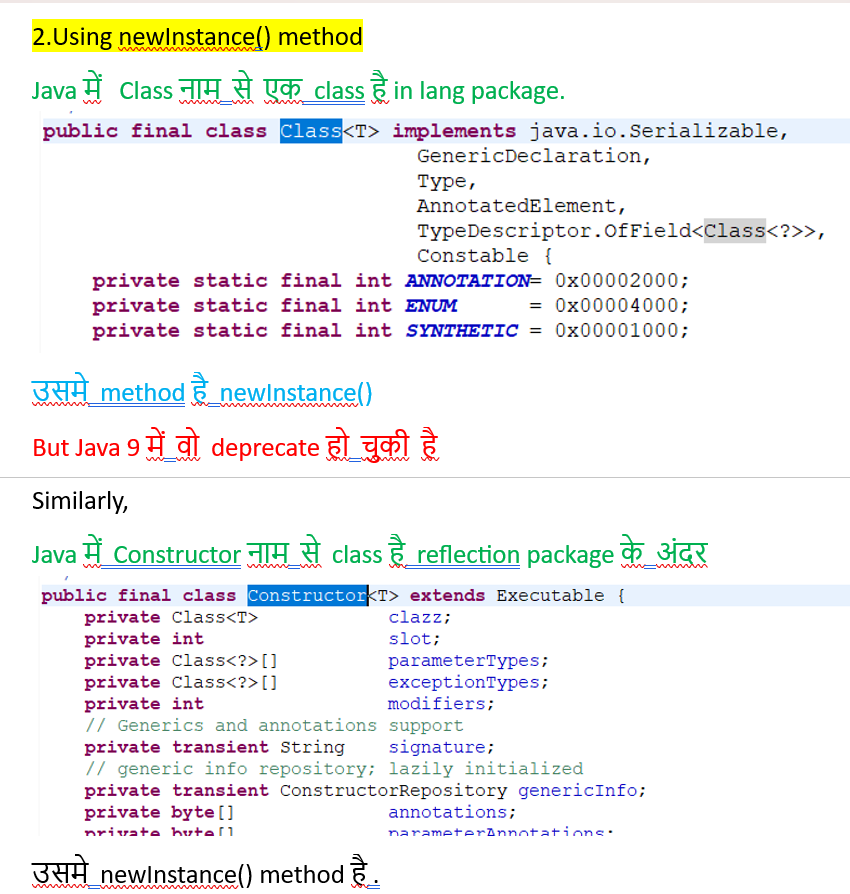 2.Using newInstance() method
Java में Class नाम से एक class है in lang package.
public final class Class<T> implements java.io.Serializable,
GenericDeclaration,
Type,
AnnotatedElement,
TypeDescriptor.OfField<Class<?>>,
Constable {
private static final int ANNOTATION= 0x00002000;
private static final int ENUM = 0x00004000;
private static final int SYNTHETIC = 0x00001000;
उसमे method है newInstance()
But Java 9 में वो deprecate हो चुकी है
Similarly,
Java में Constructor नाम से class है reflection package के अंदर
public final class Constructor<T> extends Executable {
private Class<T> clazz;
private int slot;
private Class<?>[] parameterTypes;
private Class<?>[] exceptionTypes;
private int modifiers;
// Generics and annotations support
private transient String signature;
// generic info repository; lazily initialized
private transient ConstructorRepository genericInfo;
private byte[] annotations;
private byte[] parameterAnnotations;
उसमे newInstance() method है .